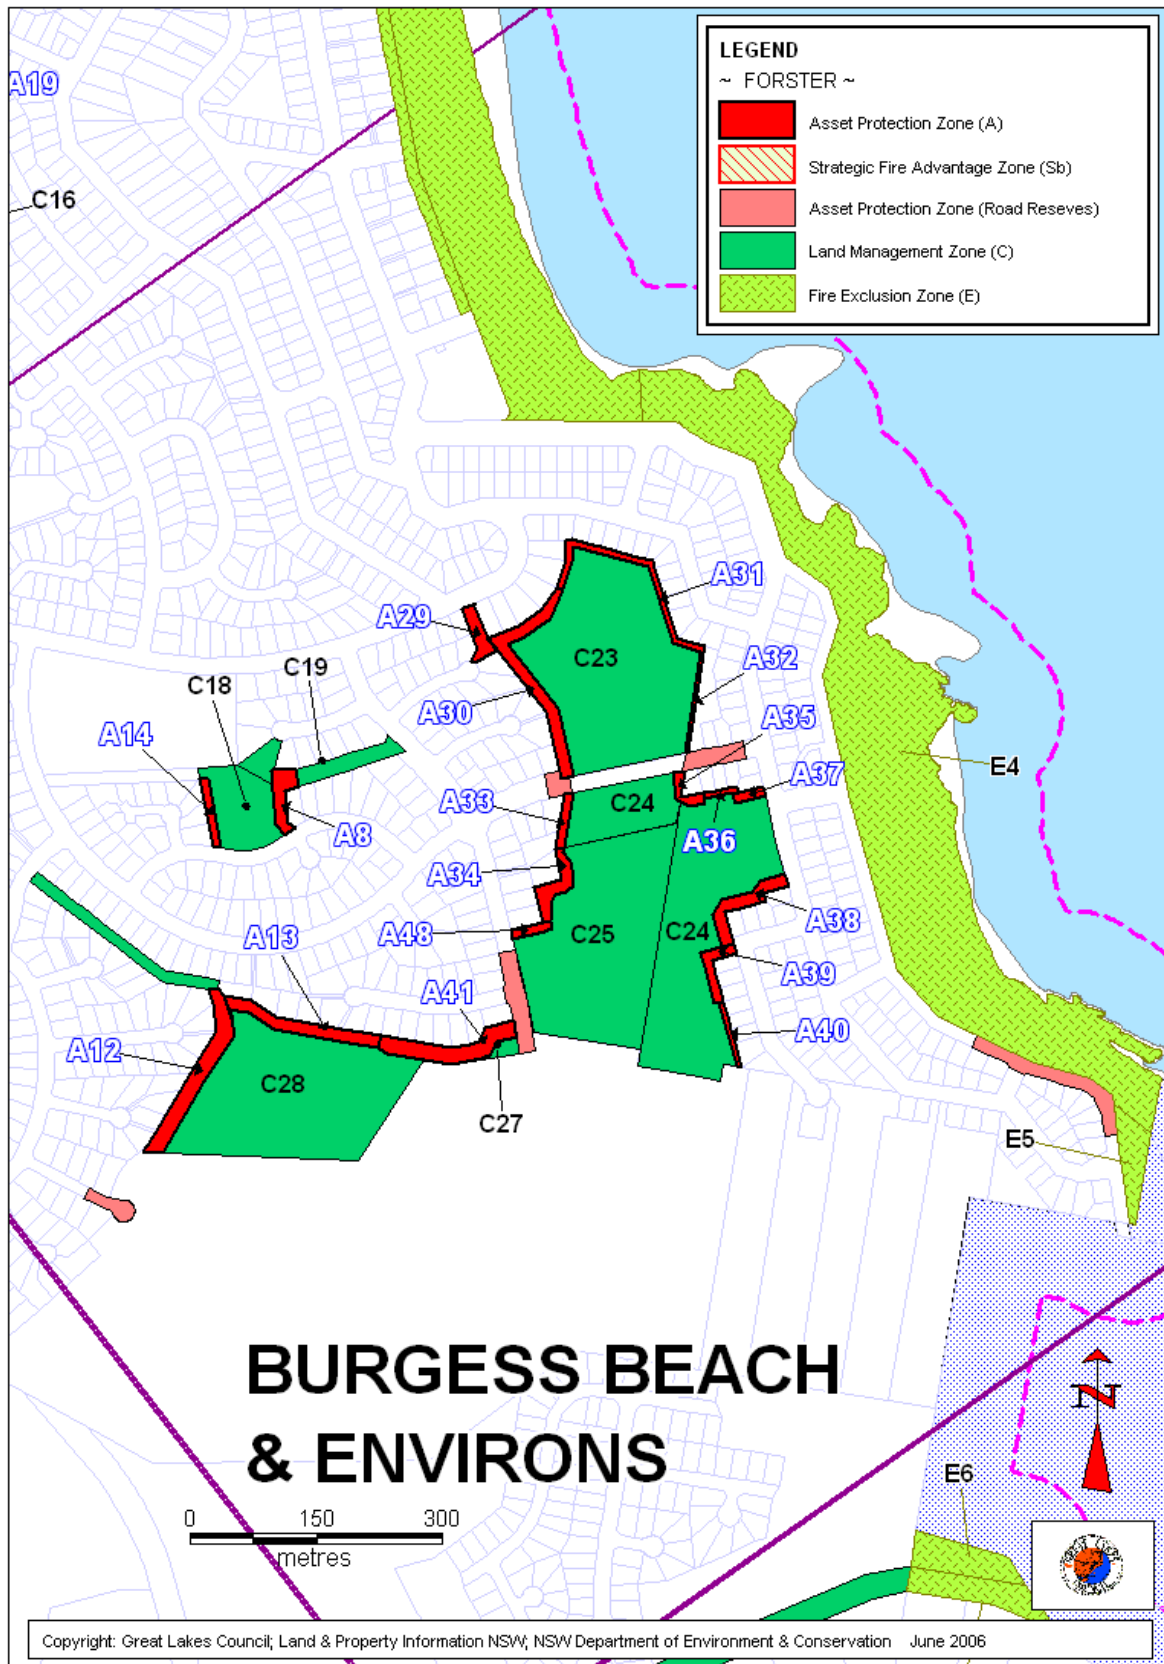 LEGEND
~ FORSTER ~
Asset Protection Zone (A)
Strategic Fire Advantage Zone (Sb)
Asset Protection Zone (Road Reseves)
Land Management Zone (C)
Fire Exclusion Zone (E)
A19
C16
A31
A29
C23
A32
C19
C18
A30
A35
A14
E4
A37
C24
A33
A8
A36
A34
A38
A13
A48
C25
C24
A39
A41
A40
A12
C28
C27
E5
BURGESS BEACH
& ENVIRONS
N
E6
0 150 300
metres
Copyright: Great Lakes Council; Land & Property Information NSW; NSW Department of Environment & Conservation June 2006